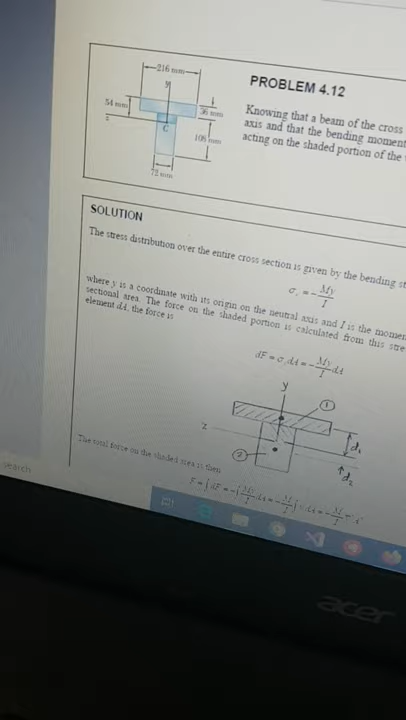 216 mm
y
54 mm
36 mm
z
C
108 mm
72 mm
PROBLEM 4.12
Knowing that a beam of the cross
axis and that the bending moment
acting on the shaded portion of the
SOLUTION
The stress distribution over the entire cross section is given by the bending st
σx = - My / I
where y is a coordinate with its origin on the neutral axis and I is the momen
sectional area. The force on the shaded portion is calculated from this stre
element dA, the force is
dF = σx dA = - My / I dA
y
1
z
d1
2
d2
The total force on the shaded area is then
search
acer